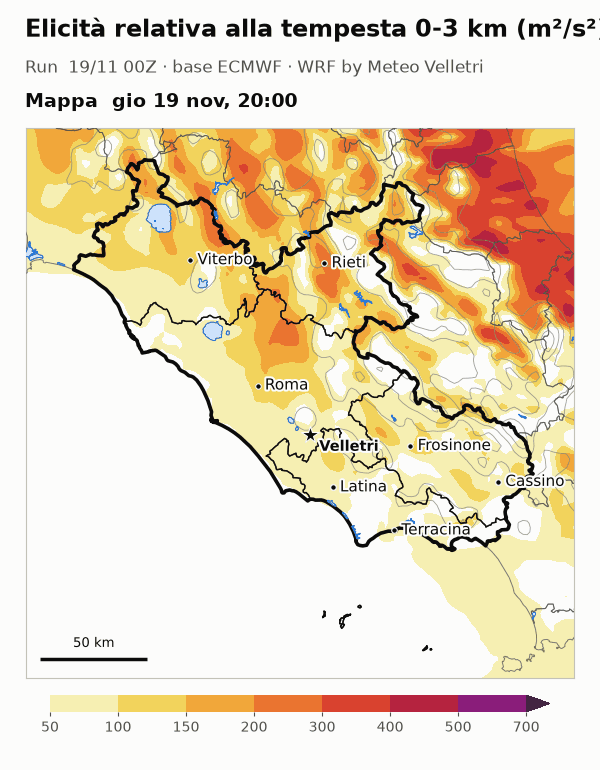 Elicità relativa alla tempesta 0-3 km (m²/s²)
Run 19/11 00Z · base ECMWF · WRF by Meteo Velletri
Mappa gio 19 nov, 20:00
Viterbo
Rieti
Roma
Velletri
Frosinone
Latina
Cassino
Terracina
50 km
50 100 150 200 300 400 500 700